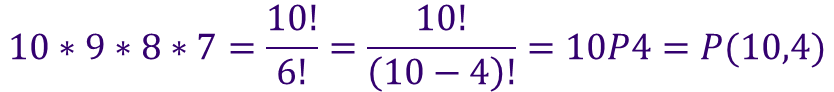 10 * 9 * 8 * 7 = 10!/6! = 10!/(10 − 4)! = 10P4 = P(10,4)